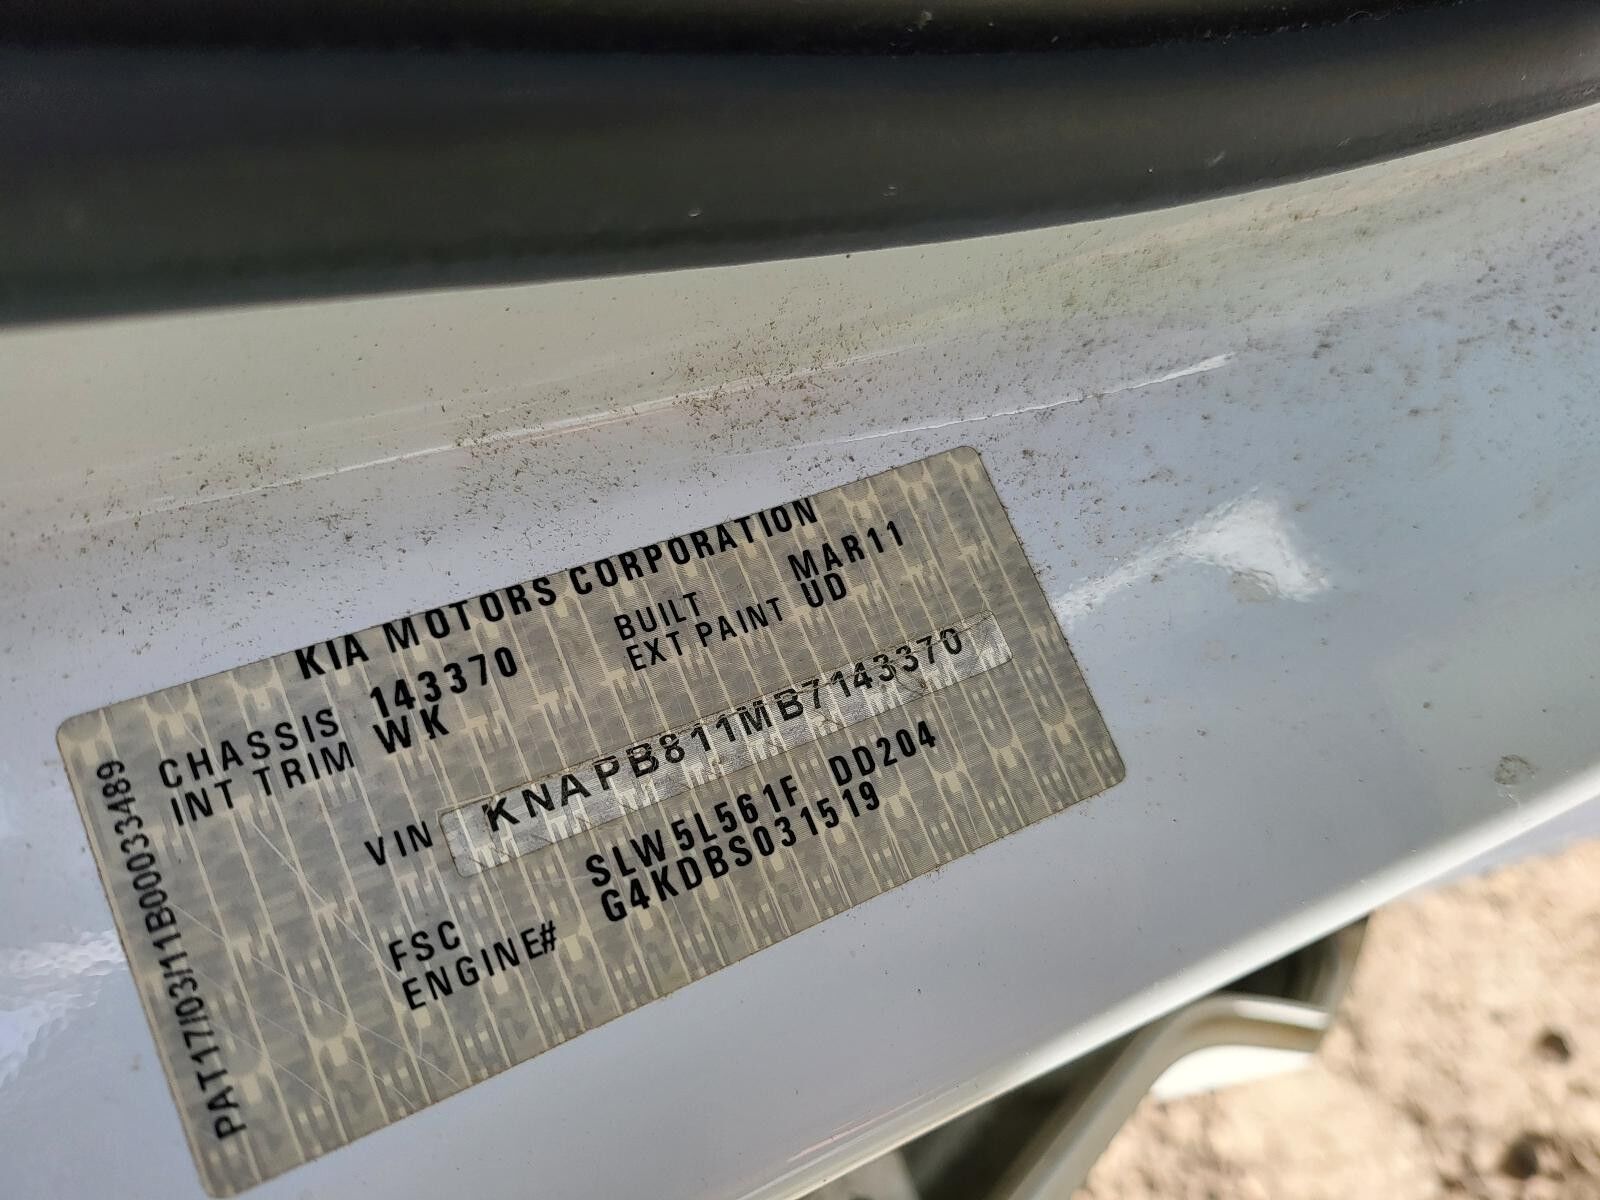 KIA MOTORS CORPORATION
CHASSIS 143370 BUILT MAR11
INT TRIM WK EXT PAINT UD
VIN KNAPB811MB7143370
FSC SLW5L561F DD204
ENGINE# G4KDBS031519
PAT17/03/11B000033489